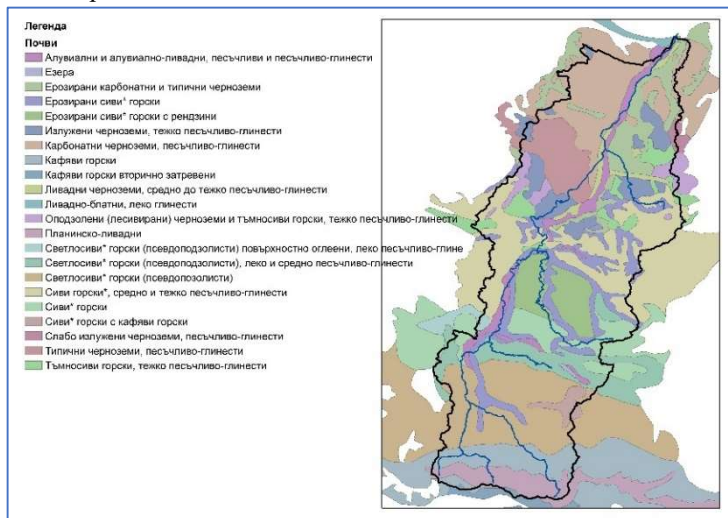 Легенда
Почви
Алувиални и алувиално-ливадни, песъчливи и песъчливо-глинести
Езера
Ерозирани карбонатни и типични черноземи
Ерозирани сиви* горски
Ерозирани сиви* горски с рендзини
Излужени черноземи, тежко песъчливо-глинести
Карбонатни черноземи, песъчливо-глинести
Кафяви горски
Кафяви горски вторично затревени
Ливадни черноземи, средно до тежко песъчливо-глинести
Ливадно-блатни, леко глинести
Оподзолени (лесивирани) черноземи и тъмносиви горски, тежко песъчливо-глинести
Планинско-ливадни
Светлосиви* горски (псевдоподзолисти) повърхностно оглеени, леко песъчливо-глине
Светлосиви* горски (псевдоподзолисти), леко и средно песъчливо-глинести
Светлосиви* горски (псевдопозолисти)
Сиви горски*, средно и тежко песъчливо-глинести
Сиви* горски
Сиви* горски с кафяви горски
Слабо излужени черноземи, песъчливо-глинести
Типични черноземи, песъчливо-глинести
Тъмносиви горски, тежко песъчливо-глинести